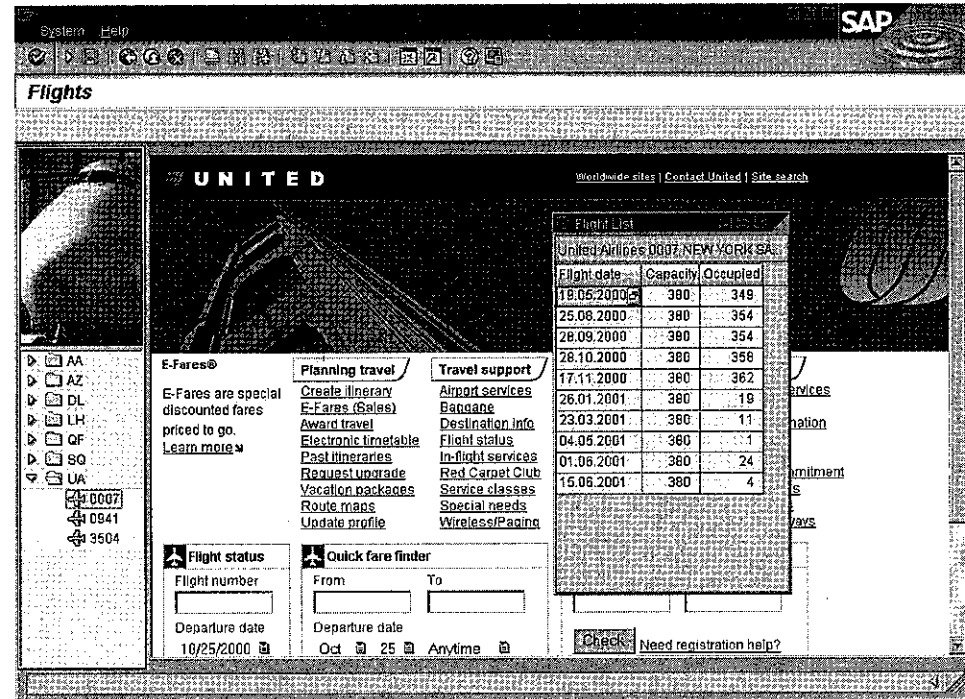 System Help
SAP
Flights
UNITED
Worldwide sites | Contact United | Site search
Flight List
United Airlines 0007 NEW YORK SA
Flight date Capacity Occupied
19.05.2000 380 349
25.08.2000 380 354
28.09.2000 380 354
28.10.2000 380 358
17.11.2000 380 362
26.01.2001 380 19
23.03.2001 380 11
04.05.2001 380 1
01.06.2001 380 24
15.06.2001 380 4
AA
AZ
DL
LH
QF
SQ
UA
0007
0941
3504
E-Fares®
E-Fares are special
discounted fares
priced to go.
Learn more
Planning travel
Create itinerary
E-Fares (Sales)
Award travel
Electronic timetable
Past itineraries
Request upgrade
Vacation packages
Route maps
Update profile
Travel support
Airport services
Baggage
Destination info
Flight status
In-flight services
Red Carpet Club
Service classes
Special needs
Wireless/Paging
ervices
nation
mitment
s
ways
Flight status
Flight number
Departure date
10/25/2000
Quick fare finder
From To
Departure date
Oct 25 Anytime
Check Need registration help?